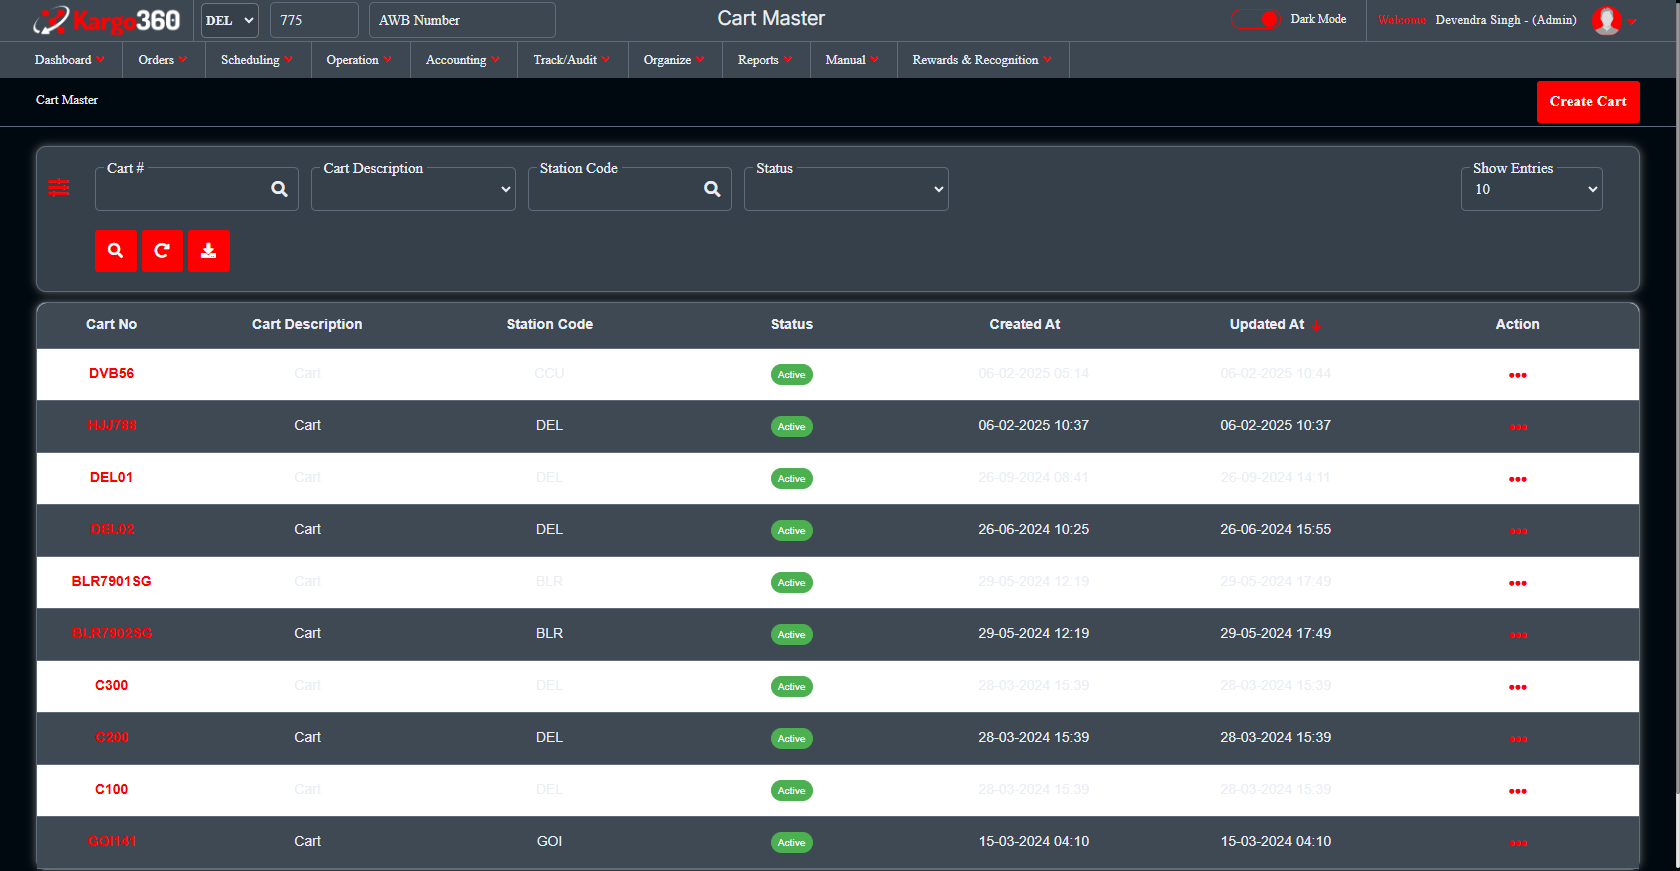 Kargo360 DEL 775 AWB Number Cart Master Dark Mode Welcome Devendra Singh - (Admin)
Dashboard Orders Scheduling Operation Accounting Track/Audit Organize Reports Manual Rewards & Recognition
Cart Master Create Cart
Cart # Cart Description Station Code Status Show Entries
10
Cart No Cart Description Station Code Status Created At Updated At Action
DVB56 Cart CCU Active 06-02-2025 05:14 06-02-2025 10:44
HJJ788 Cart DEL Active 06-02-2025 10:37 06-02-2025 10:37
DEL01 Cart DEL Active 26-09-2024 08:41 26-09-2024 14:11
DEL02 Cart DEL Active 26-06-2024 10:25 26-06-2024 15:55
BLR7901SG Cart BLR Active 29-05-2024 12:19 29-05-2024 17:49
BLR7902SG Cart BLR Active 29-05-2024 12:19 29-05-2024 17:49
C300 Cart DEL Active 28-03-2024 15:39 28-03-2024 15:39
C200 Cart DEL Active 28-03-2024 15:39 28-03-2024 15:39
C100 Cart DEL Active 28-03-2024 15:39 28-03-2024 15:39
GOI141 Cart GOI Active 15-03-2024 04:10 15-03-2024 04:10